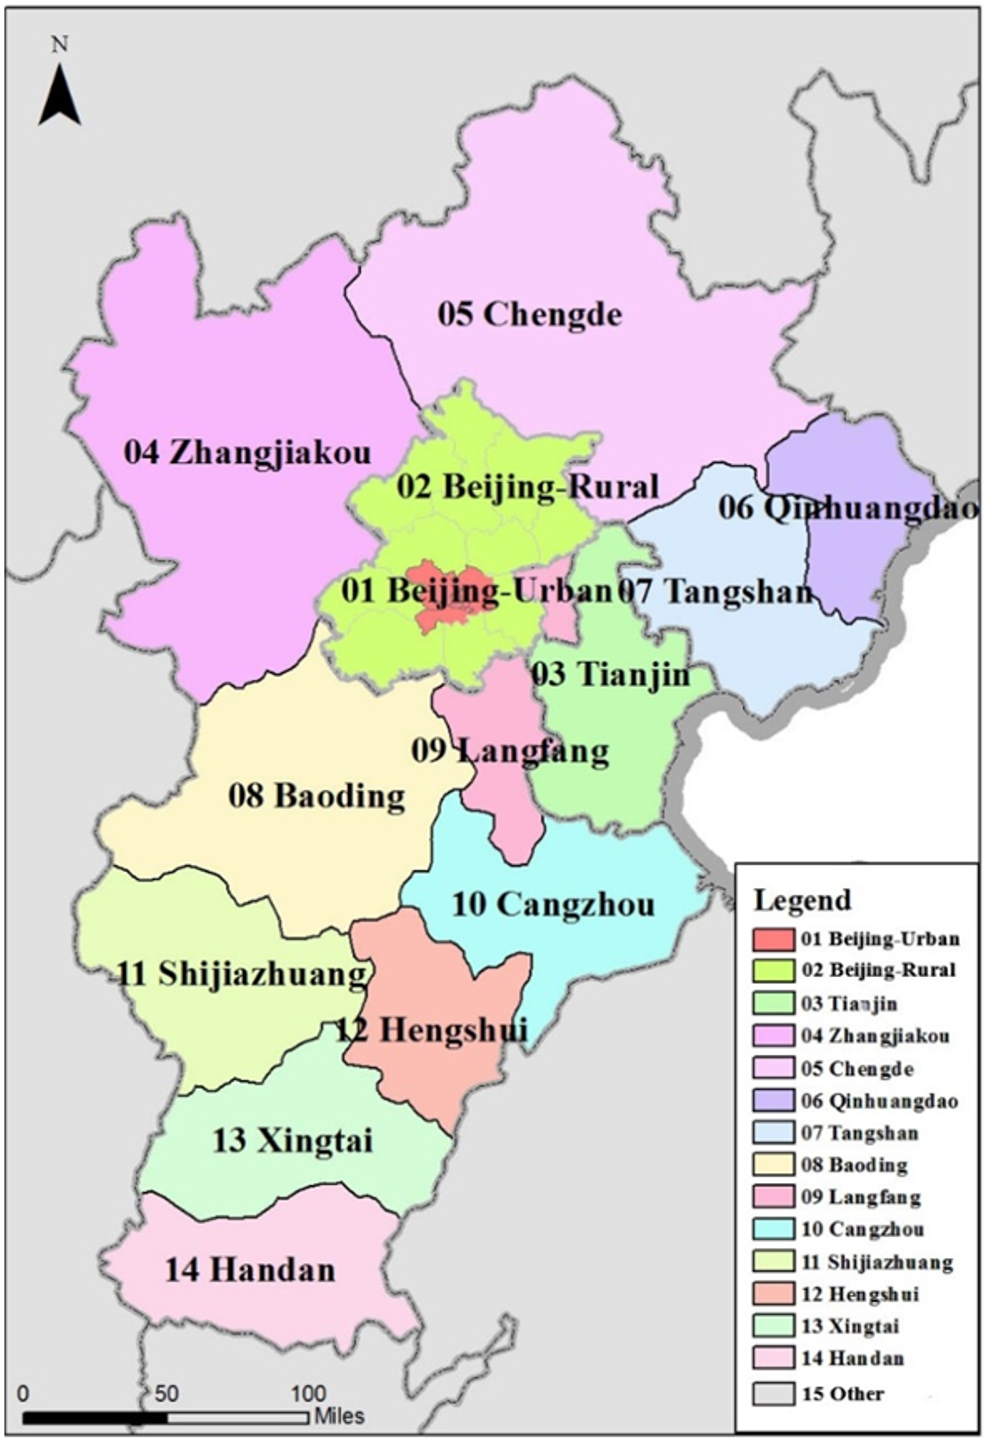 N
05 Chengde
04 Zhangjiakou
02 Beijing-Rural
06 Qinhuangdao
01 Beijing-Urban
07 Tangshan
03 Tianjin
09 Langfang
08 Baoding
10 Cangzhou
11 Shijiazhuang
12 Hengshui
13 Xingtai
14 Handan
Legend
01 Beijing-Urban
02 Beijing-Rural
03 Tianjin
04 Zhangjiakou
05 Chengde
06 Qinhuangdao
07 Tangshan
08 Baoding
09 Langfang
10 Cangzhou
11 Shijiazhuang
12 Hengshui
13 Xingtai
14 Handan
15 Other
0 50 100
Miles